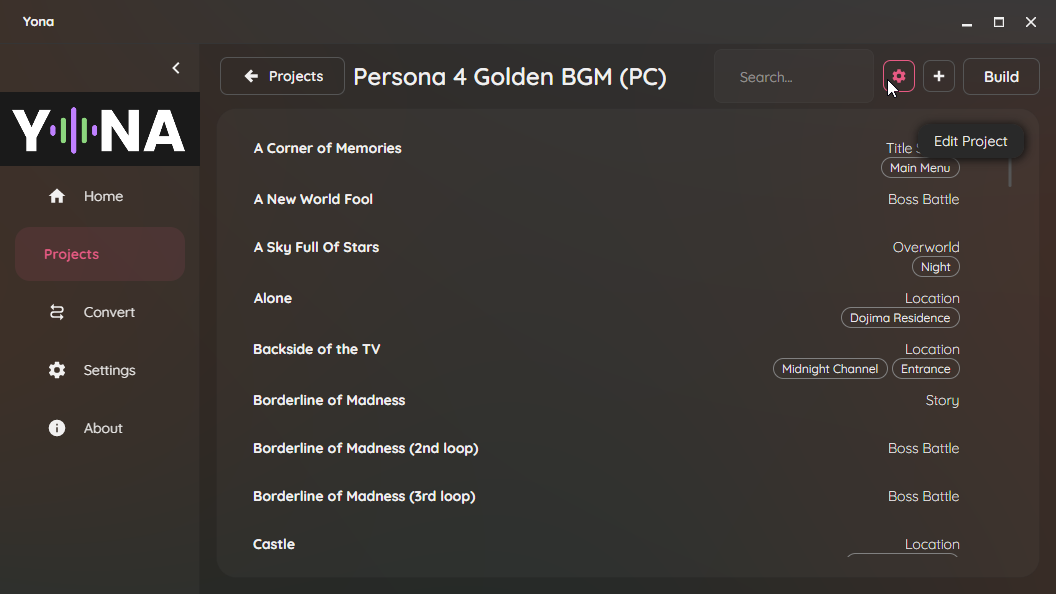 Yona
Projects
Persona 4 Golden BGM (PC)
Search...
Build
YONA
Home
Projects
Convert
Settings
About
Edit Project
A Corner of Memories
Title
Main Menu
A New World Fool
Boss Battle
A Sky Full Of Stars
Overworld
Night
Alone
Location
Dojima Residence
Backside of the TV
Location
Midnight Channel Entrance
Borderline of Madness
Story
Borderline of Madness (2nd loop)
Boss Battle
Borderline of Madness (3rd loop)
Boss Battle
Castle
Location